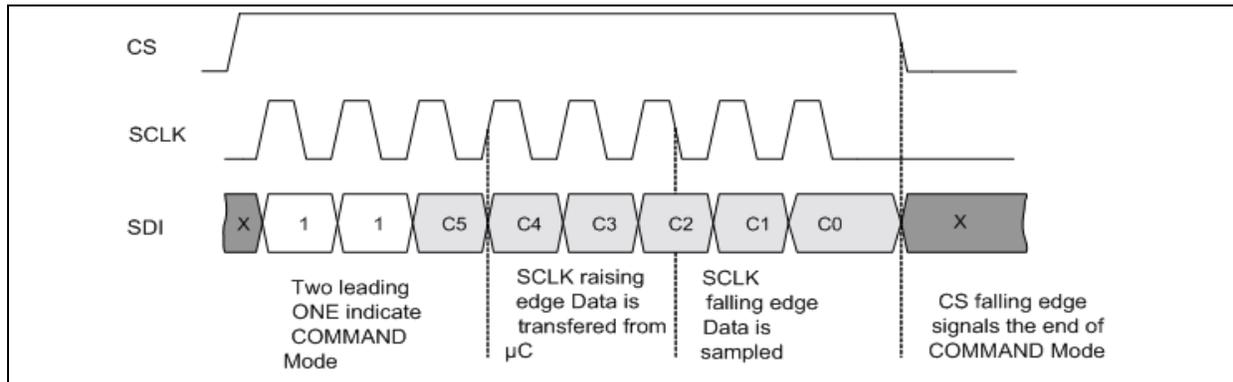 CS
SCLK
SDI
X 1 1 C5 C4 C3 C2 C1 C0 X
Two leading
ONE indicate
COMMAND
Mode
SCLK raising
edge Data is
transfered from
µC
SCLK
falling edge
Data is
sampled
CS falling edge
signals the end of
COMMAND Mode